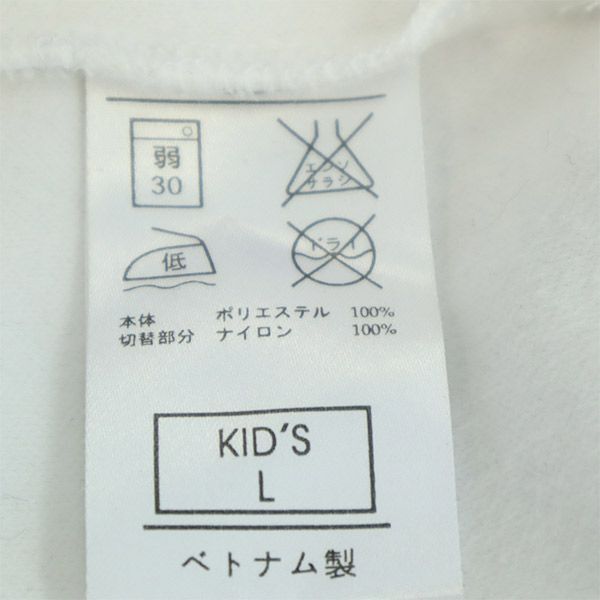 弱
30
エンソ
サラシ
低
ドライ
本体 ポリエステル 100%
切替部分 ナイロン 100%
KID'S
L
ベトナム製